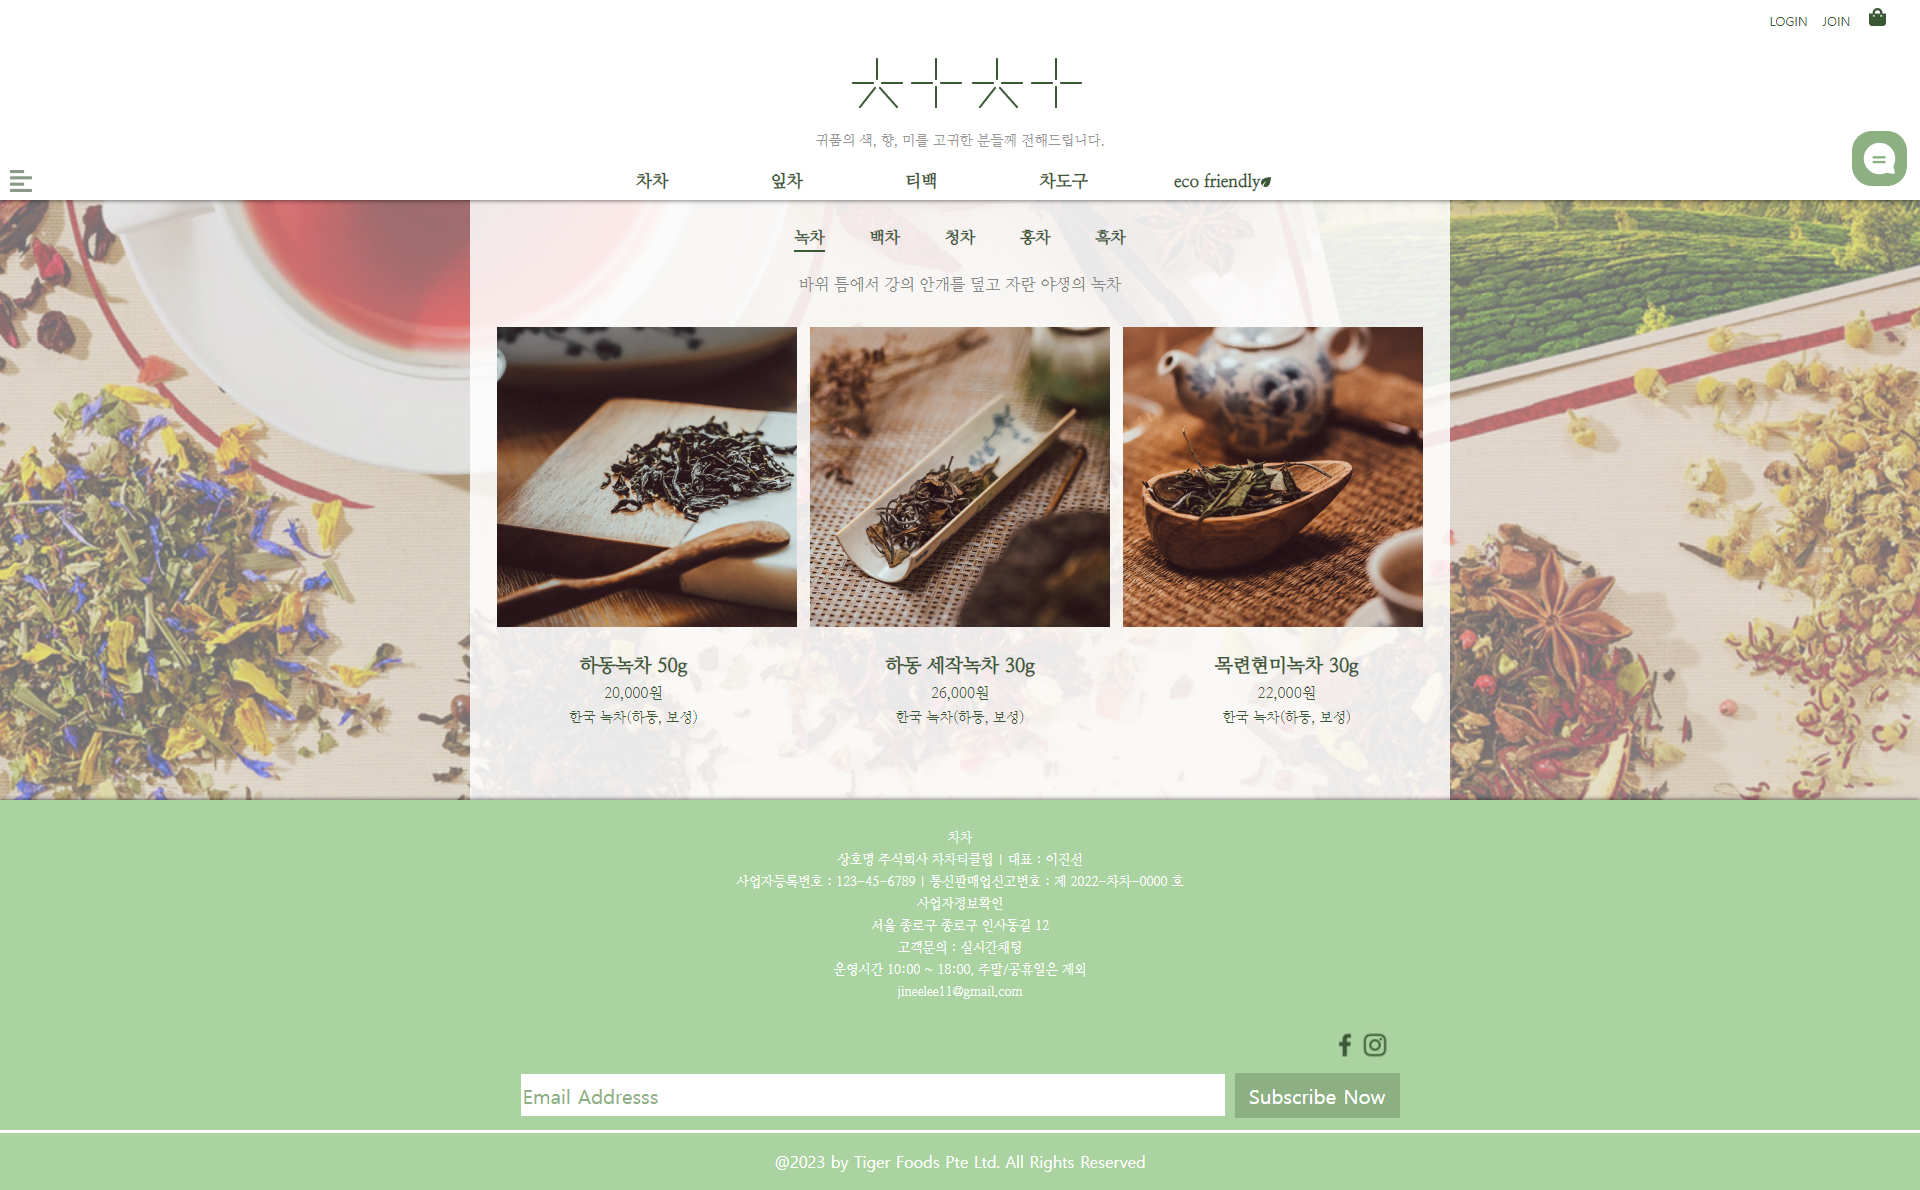 LOGIN JOIN
귀품의 색, 향, 미를 고귀한 분들께 전해드립니다.
차차 잎차 티백 차도구 eco friendly
녹차 백차 청차 홍차 흑차
바위 틈에서 강의 안개를 덮고 자란 야생의 녹차
하동녹차 50g
20,000원
한국 녹차(하동, 보성)
하동 세작녹차 30g
26,000원
한국 녹차(하동, 보성)
목련현미녹차 30g
22,000원
한국 녹차(하동, 보성)
차차
상호명 주식회사 차차티클럽 | 대표 : 이진선
사업자등록번호 : 123-45-6789 | 통신판매업신고번호 : 제 2022-차차-0000 호
사업자정보확인
서울 종로구 종로구 인사동길 12
고객문의 : 실시간채팅
운영시간 10:00 ~ 18:00, 주말/공휴일은 제외
jineelee11@gmail.com
Email Addresss
Subscribe Now
@2023 by Tiger Foods Pte Ltd. All Rights Reserved